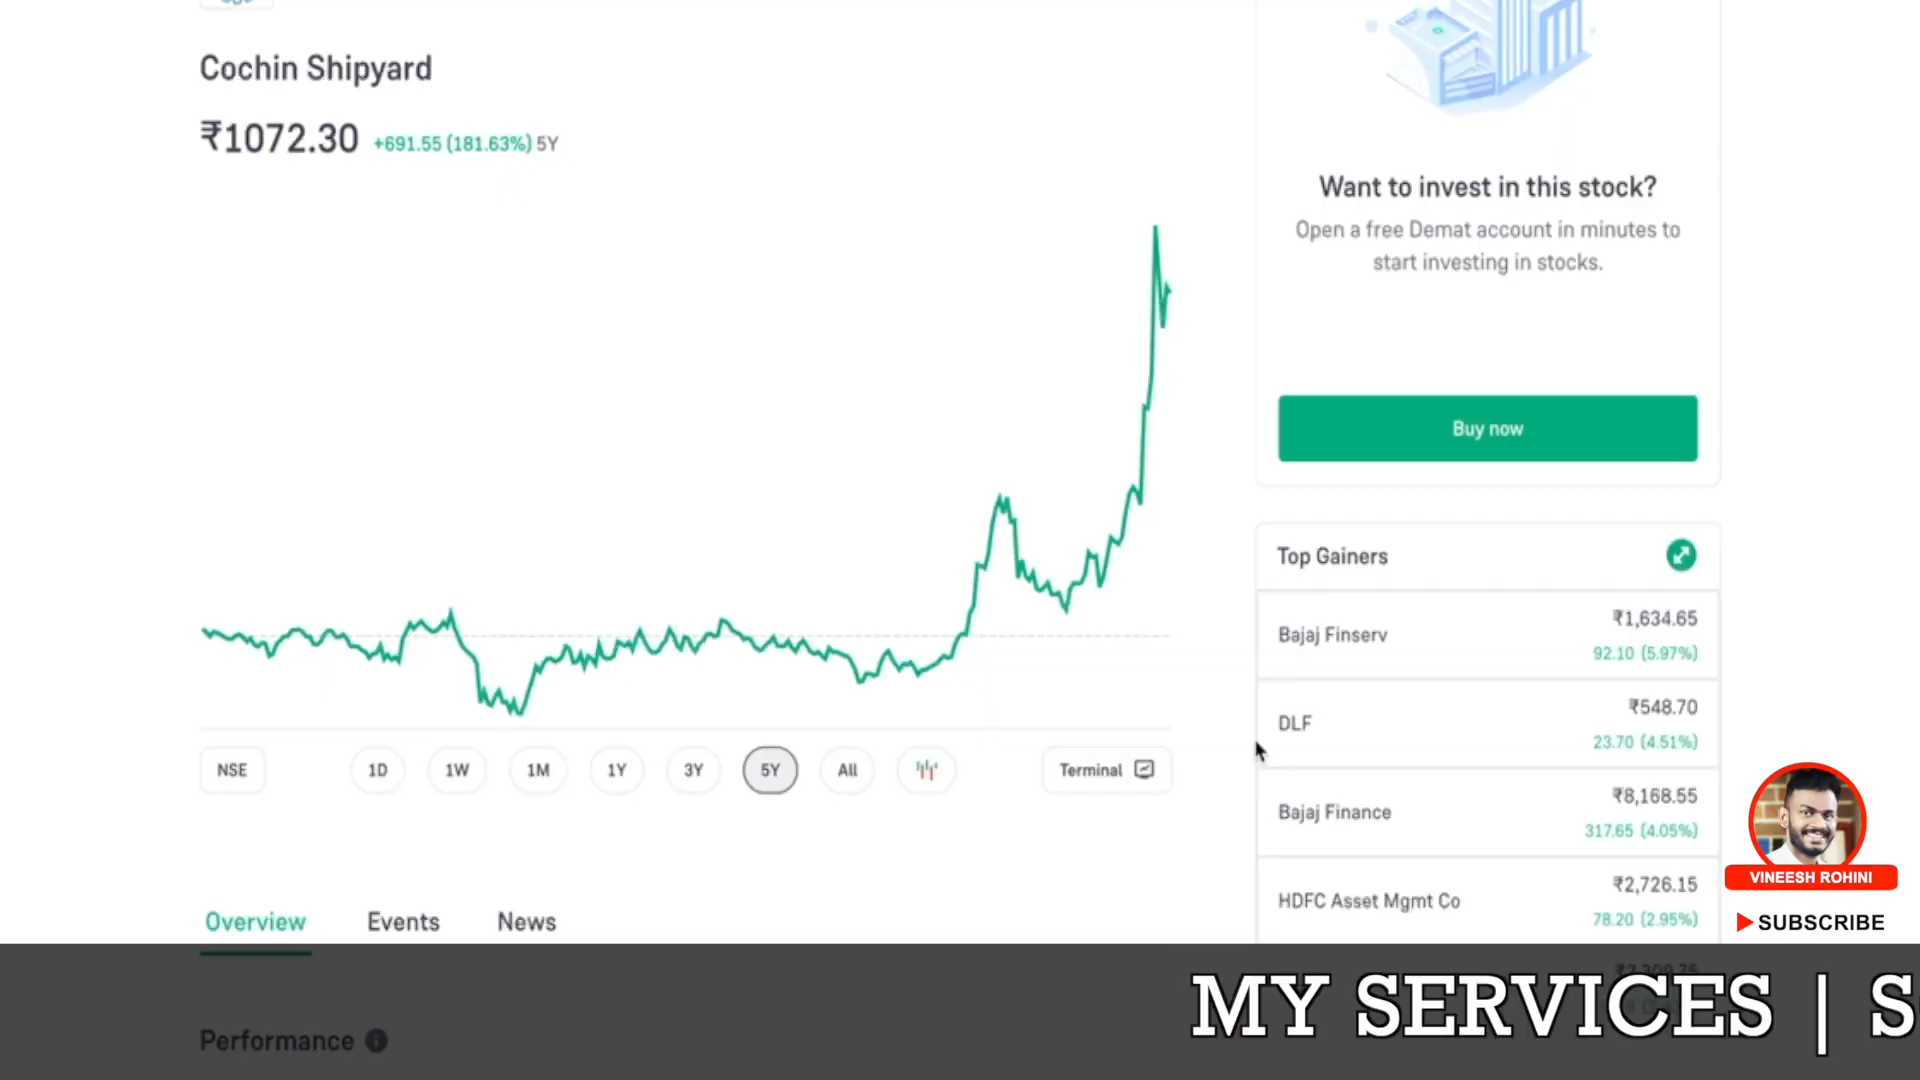 Cochin Shipyard
₹1072.30 +691.55 (181.63%) 5Y
NSE 1D 1W 1M 1Y 3Y 5Y All Terminal
Overview Events News
Performance
Want to invest in this stock?
Open a free Demat account in minutes to
start investing in stocks.
Buy now
Top Gainers
Bajaj Finserv ₹1,634.65
92.10 (5.97%)
DLF ₹548.70
23.70 (4.51%)
Bajaj Finance ₹8,168.55
317.65 (4.05%)
HDFC Asset Mgmt Co ₹2,726.15
78.20 (2.95%)
VINEESH ROHINI
SUBSCRIBE
MY SERVICES | S